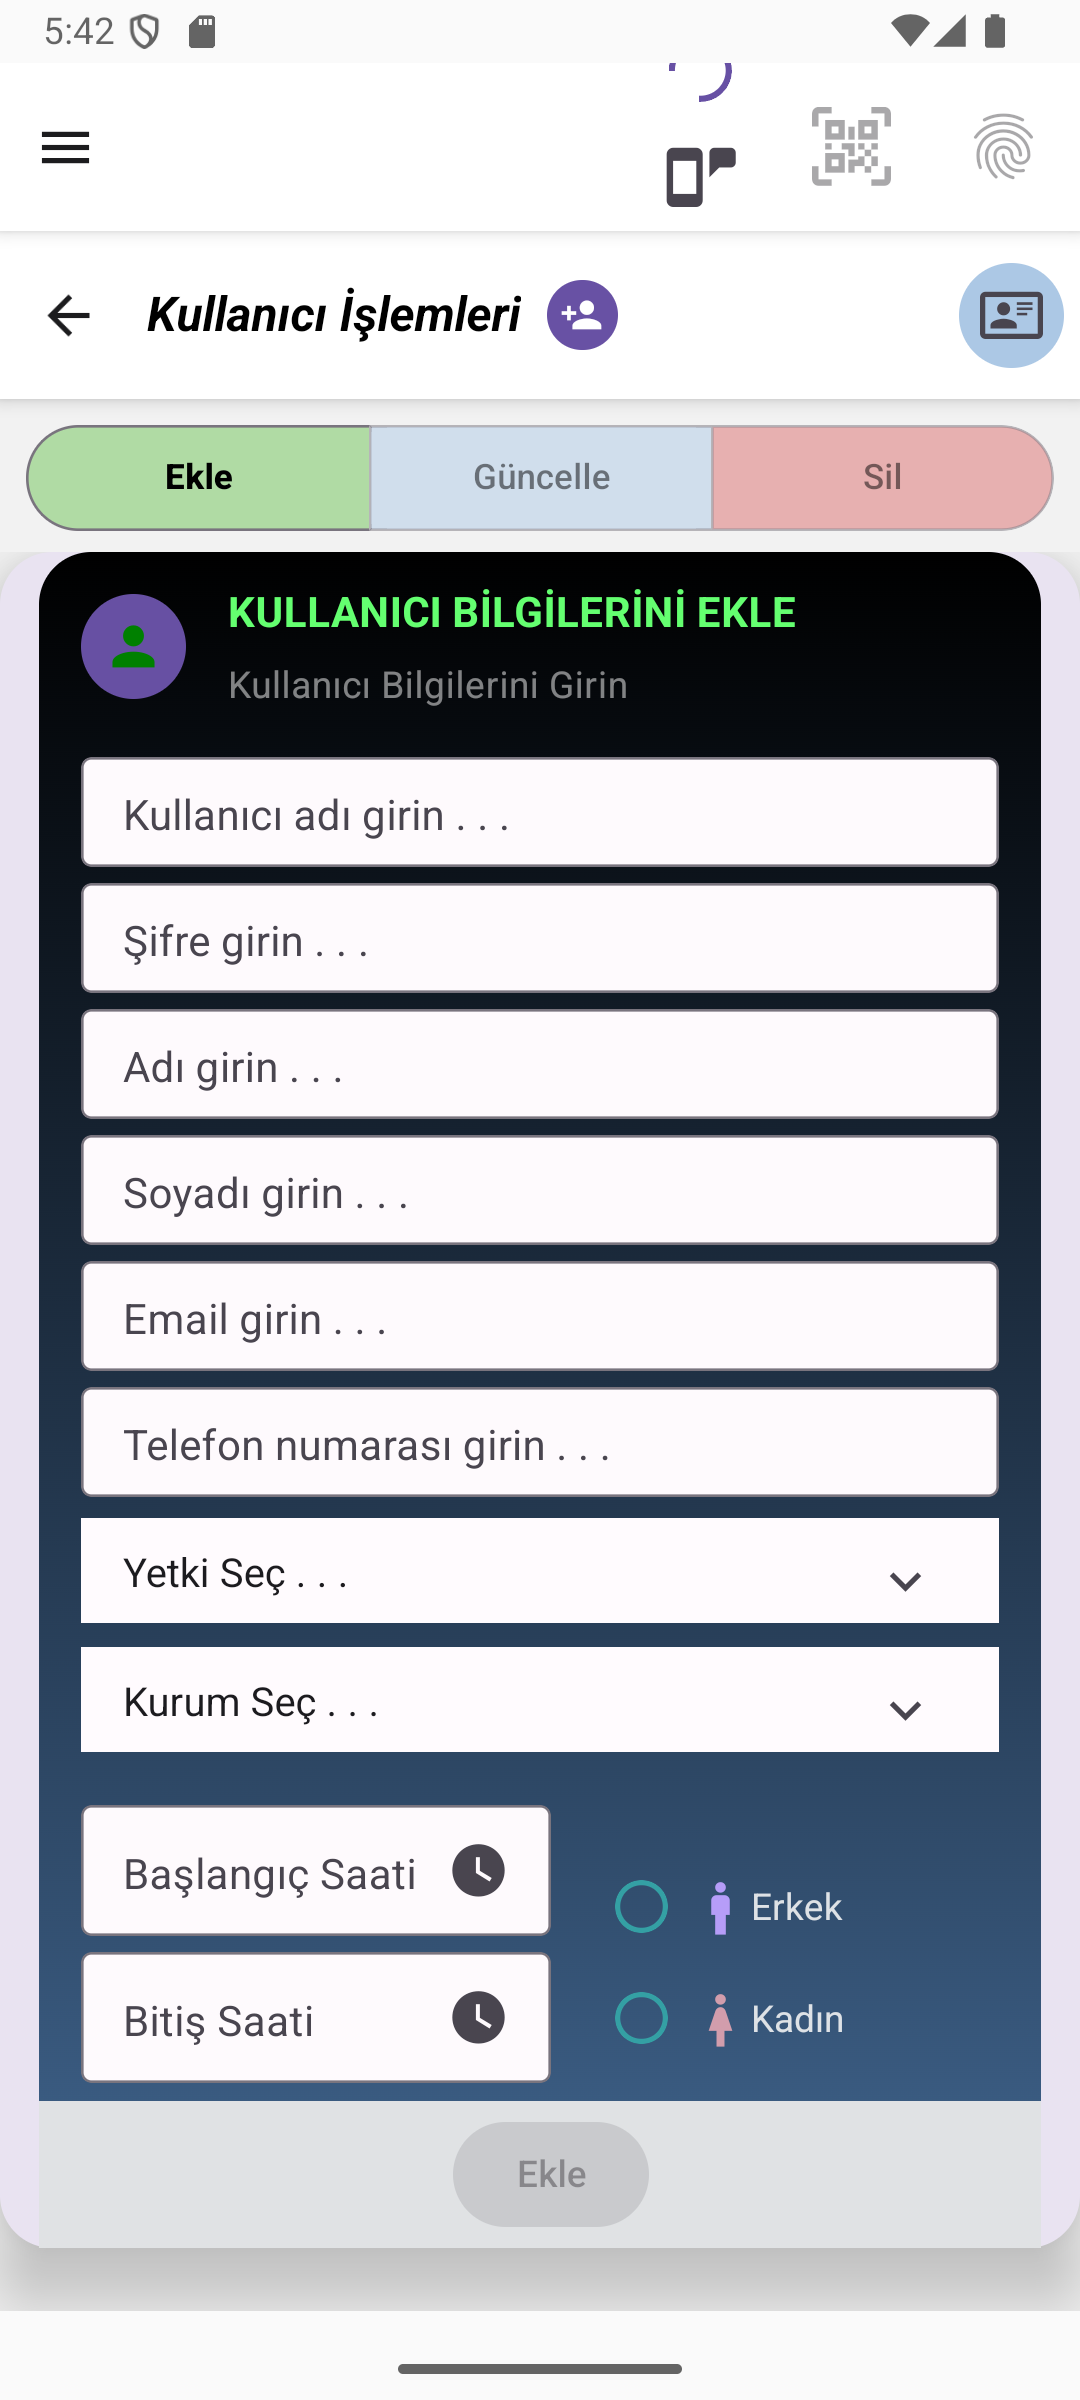 5:42
Kullanıcı İşlemleri
Ekle
Güncelle
Sil
KULLANICI BİLGİLERİNİ EKLE
Kullanıcı Bilgilerini Girin
Kullanıcı adı girin . . .
Şifre girin . . .
Adı girin . . .
Soyadı girin . . .
Email girin . . .
Telefon numarası girin . . .
Yetki Seç . . .
Kurum Seç . . .
Başlangıç Saati
Erkek
Bitiş Saati
Kadın
Ekle